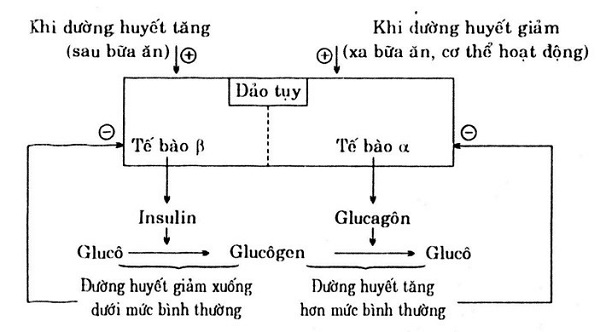 Khi đường huyết tăng
(sau bữa ăn)
Khi đường huyết giảm
(xa bữa ăn, cơ thể hoạt động)
Đảo tụy
Tế bào β
Tế bào α
Insulin
Glucagôn
Glucô
Glucôgen
Glucô
Đường huyết giảm xuống
dưới mức bình thường
Đường huyết tăng
hơn mức bình thường